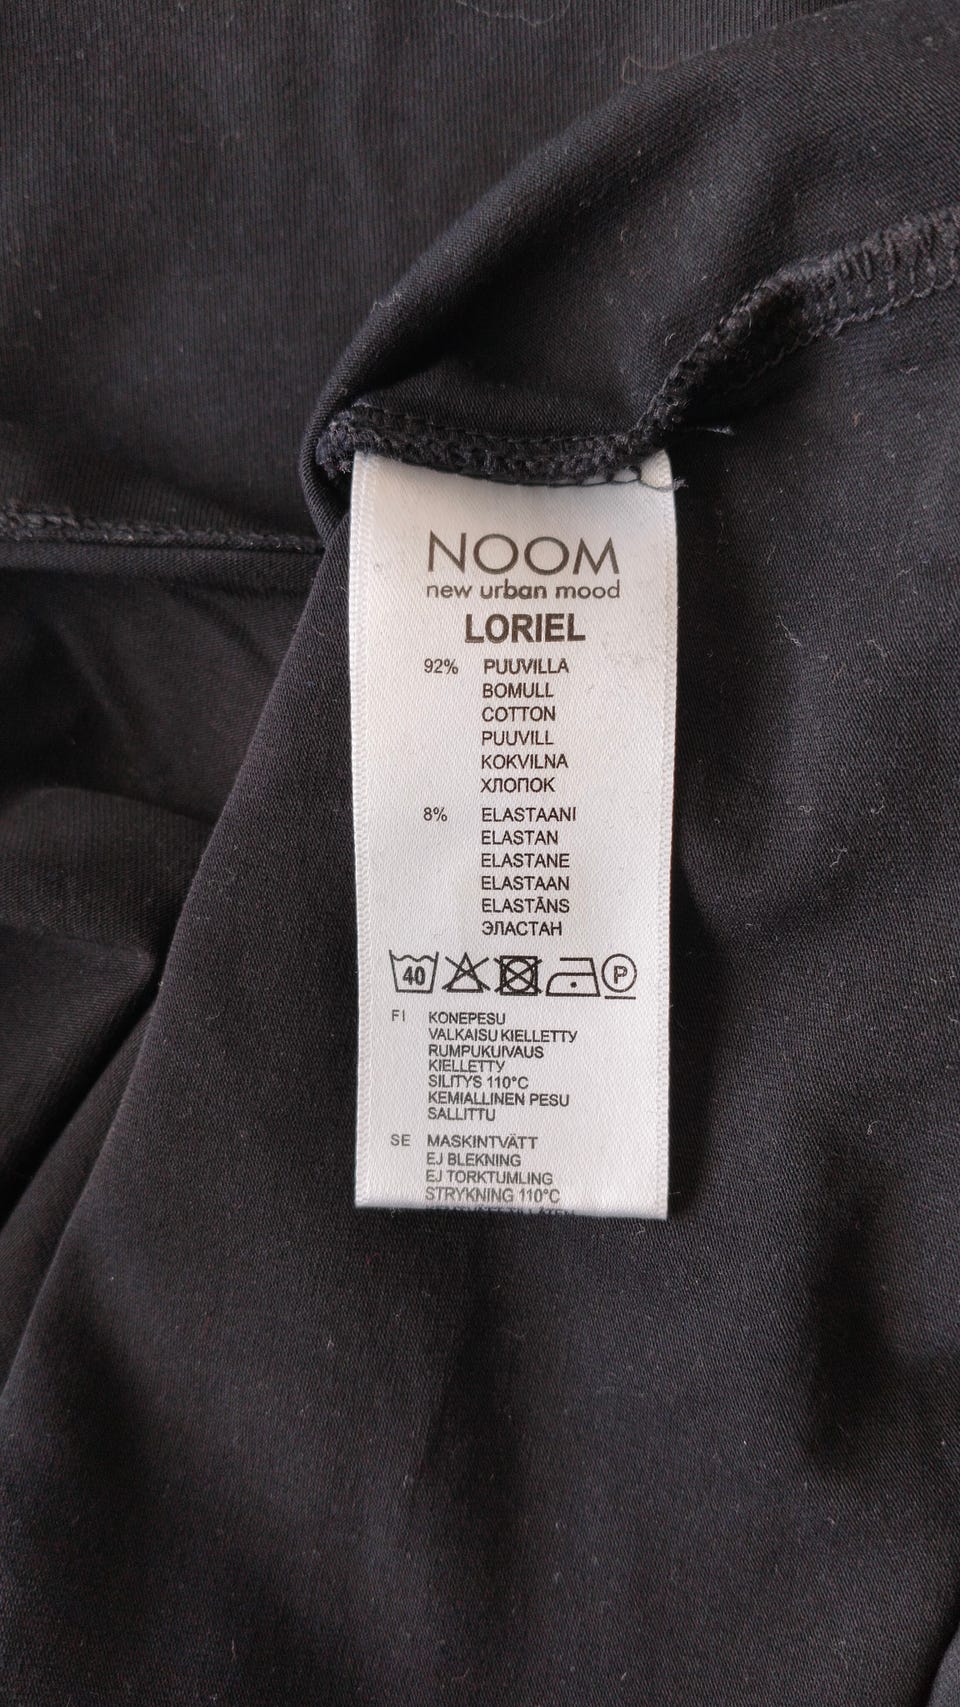 NOOM
new urban mood
LORIEL
92% PUUVILLA
BOMULL
COTTON
PUUVILL
KOKVILNA
ХЛОПОК
8% ELASTAANI
ELASTAN
ELASTANE
ELASTAAN
ELASTĀNS
ЭЛАСТАН
40 P
FI KONEPESU
VALKAISU KIELLETTY
RUMPUKUIVAUS
KIELLETTY
SILITYS 110°C
KEMIALLINEN PESU
SALLITTU
SE MASKINTVÄTT
EJ BLEKNING
EJ TORKTUMLING
STRYKNING 110°C